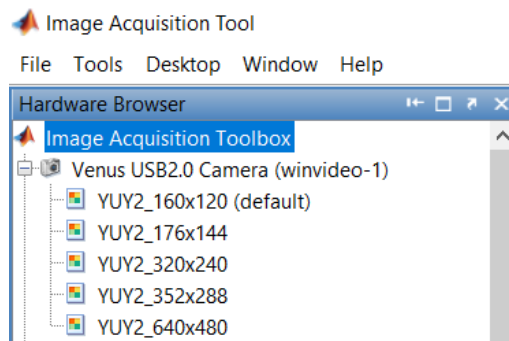 Image Acquisition Tool
File Tools Desktop Window Help
Hardware Browser
Image Acquisition Toolbox
Venus USB2.0 Camera (winvideo-1)
YUY2_160x120 (default)
YUY2_176x144
YUY2_320x240
YUY2_352x288
YUY2_640x480